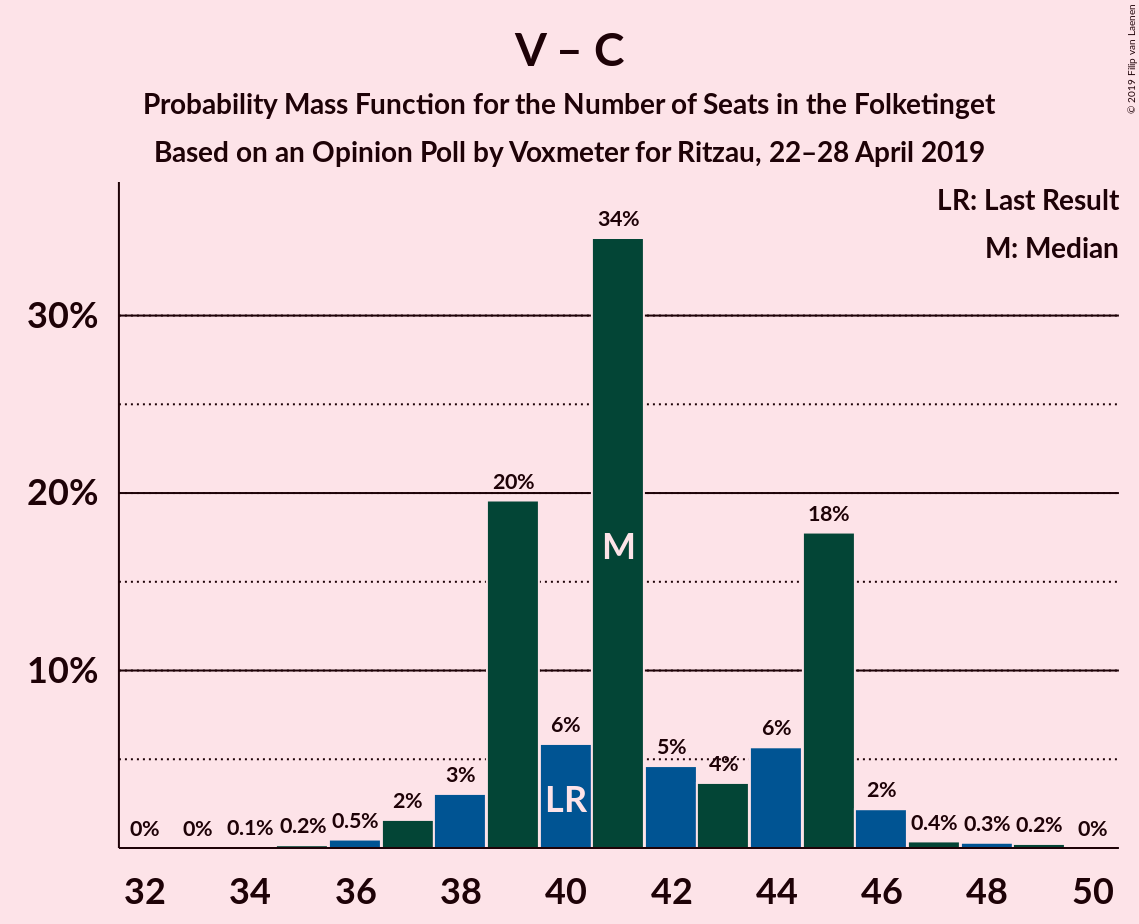 V – C
Probability Mass Function for the Number of Seats in the Folketinget
Based on an Opinion Poll by Voxmeter for Ritzau, 22–28 April 2019
© 2019 Filip van Laenen
LR: Last Result
M: Median
30%
20%
10%
0%
0%
0.1%
0.2%
0.5%
2%
3%
20%
6%
34%
5%
4%
6%
18%
2%
0.4%
0.3%
0.2%
0%
LR
M
32 34 36 38 40 42 44 46 48 50